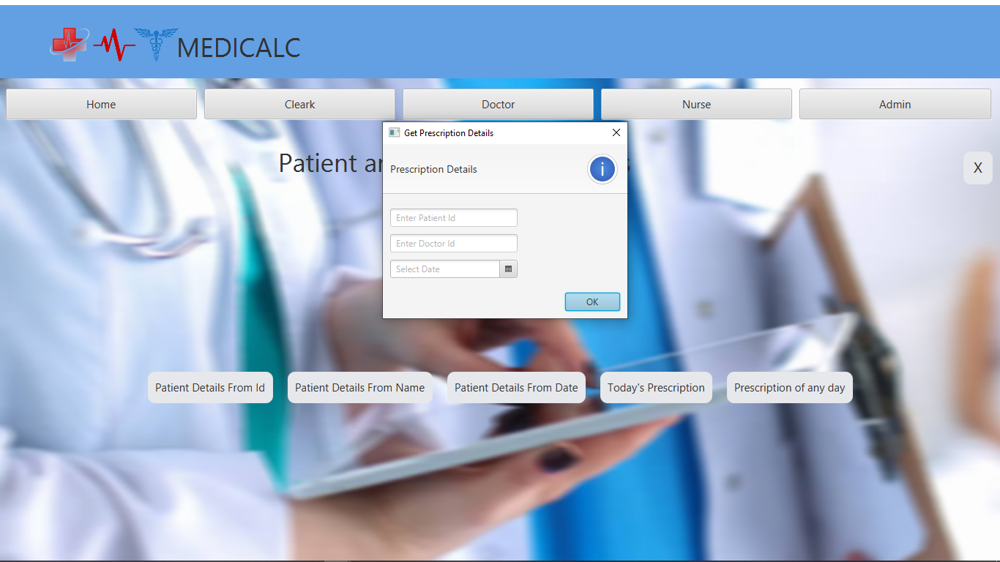 MEDICALC
Home
Cleark
Doctor
Nurse
Admin
Get Prescription Details
Patient
Prescription Details
i
X
Enter Patient Id
Enter Doctor Id
Select Date
OK
Patient Details From Id
Patient Details From Name
Patient Details From Date
Today's Prescription
Prescription of any day